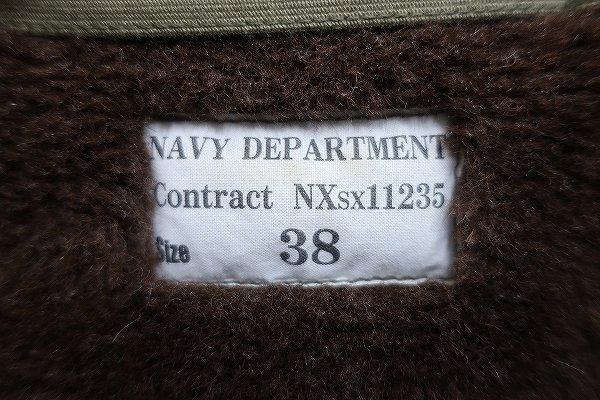 NAVY DEPARTMENT
Contract NXsx11235
Size 38